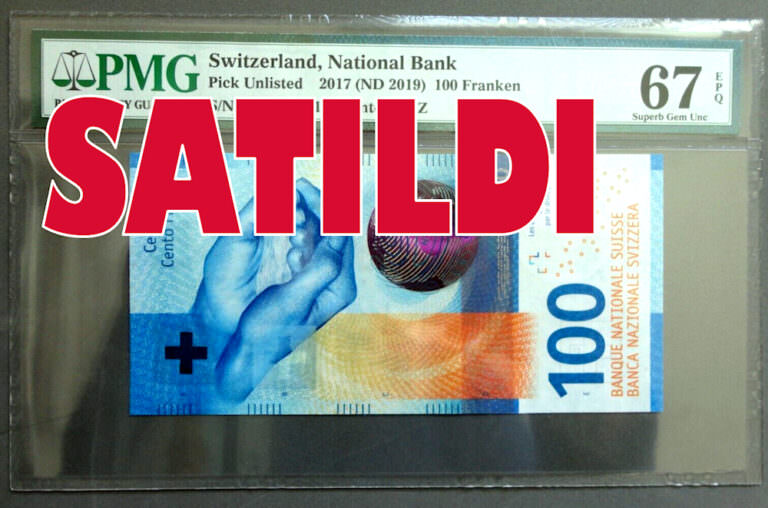 PMG
Switzerland, National Bank
Pick Unlisted 2017 (ND 2019) 100 Franken
67
EPQ
Superb Gem Unc
SATILDI
Cento
100
BANQUE NATIONALE SUISSE
BANCA NAZIONALE SVIZZERA